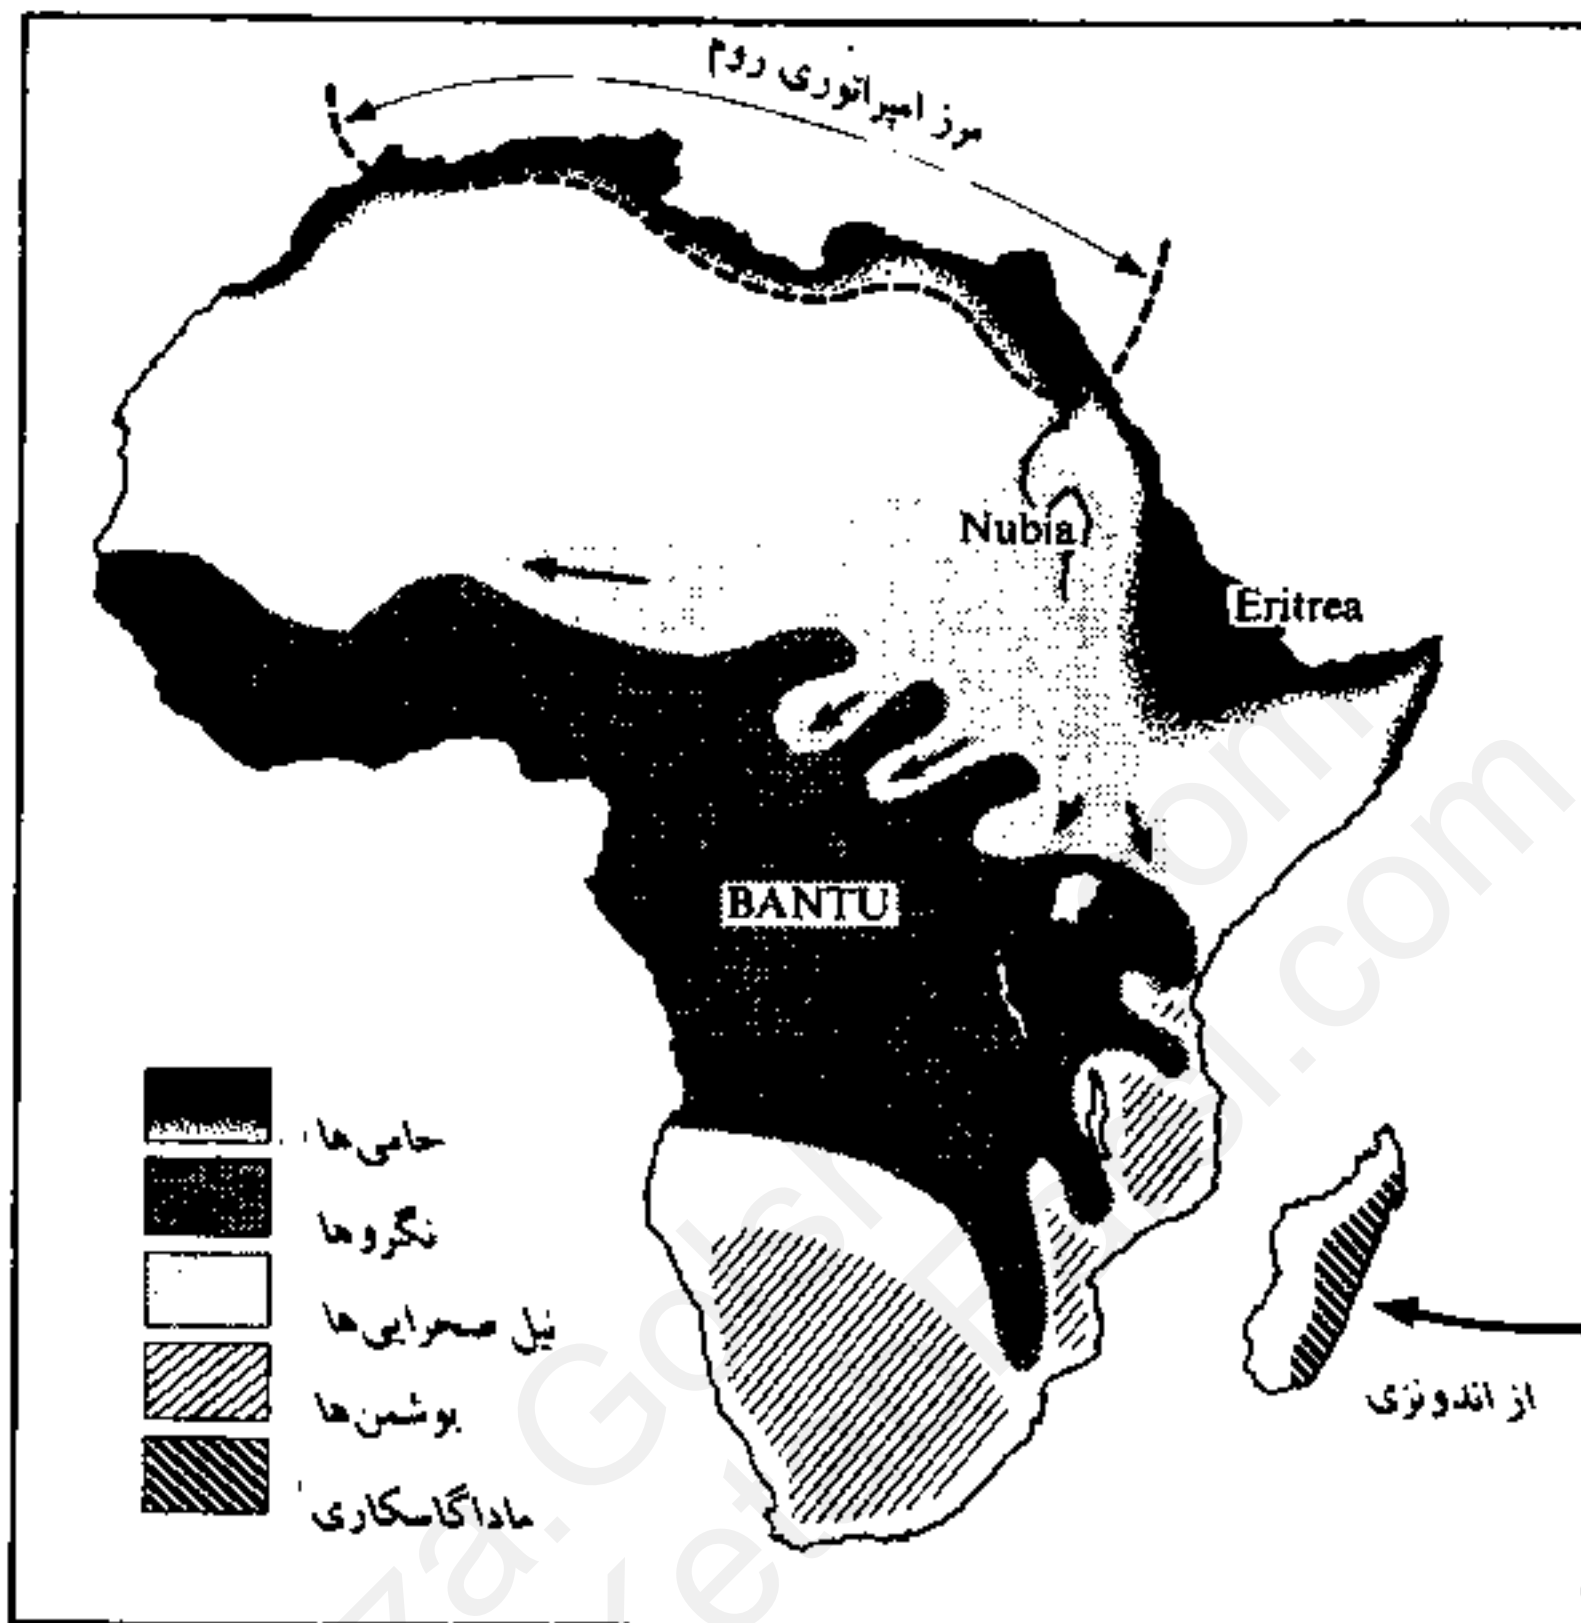 مرز امپراتوری روم
Nubia
Eritrea
BANTU
حامی‌ها
نگروها
نیل صحرایی‌ها
بوشمن‌ها
ماداگاسکاری
از اندونزی